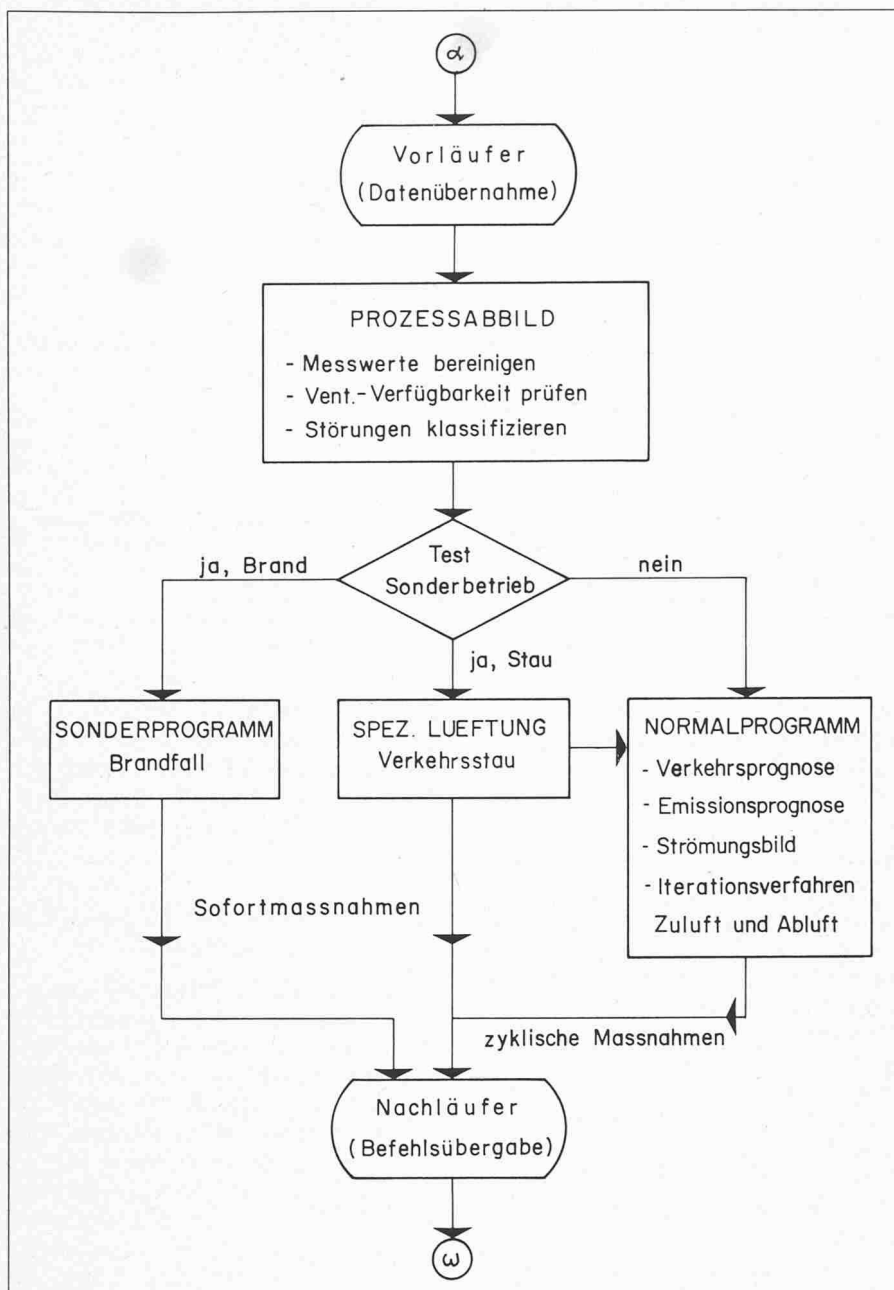 α
Vorläufer
(Datenübernahme)
PROZESSABBILD
- Messwerte bereinigen
- Vent.-Verfügbarkeit prüfen
- Störungen klassifizieren
Test
Sonderbetrieb
ja, Brand
nein
ja, Stau
SONDERPROGRAMM
Brandfall
SPEZ. LUEFTUNG
Verkehrsstau
NORMALPROGRAMM
- Verkehrsprognose
- Emissionsprognose
- Strömungsbild
- Iterationsverfahren
Zuluft und Abluft
Sofortmassnahmen
zyklische Massnahmen
Nachläufer
(Befehlsübergabe)
ω